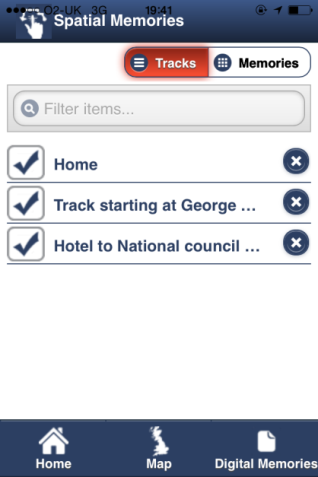 O2-UK 3G 19:41
Spatial Memories
Tracks Memories
Filter items...
Home
Track starting at George ...
Hotel to National council ...
Home Map Digital Memories